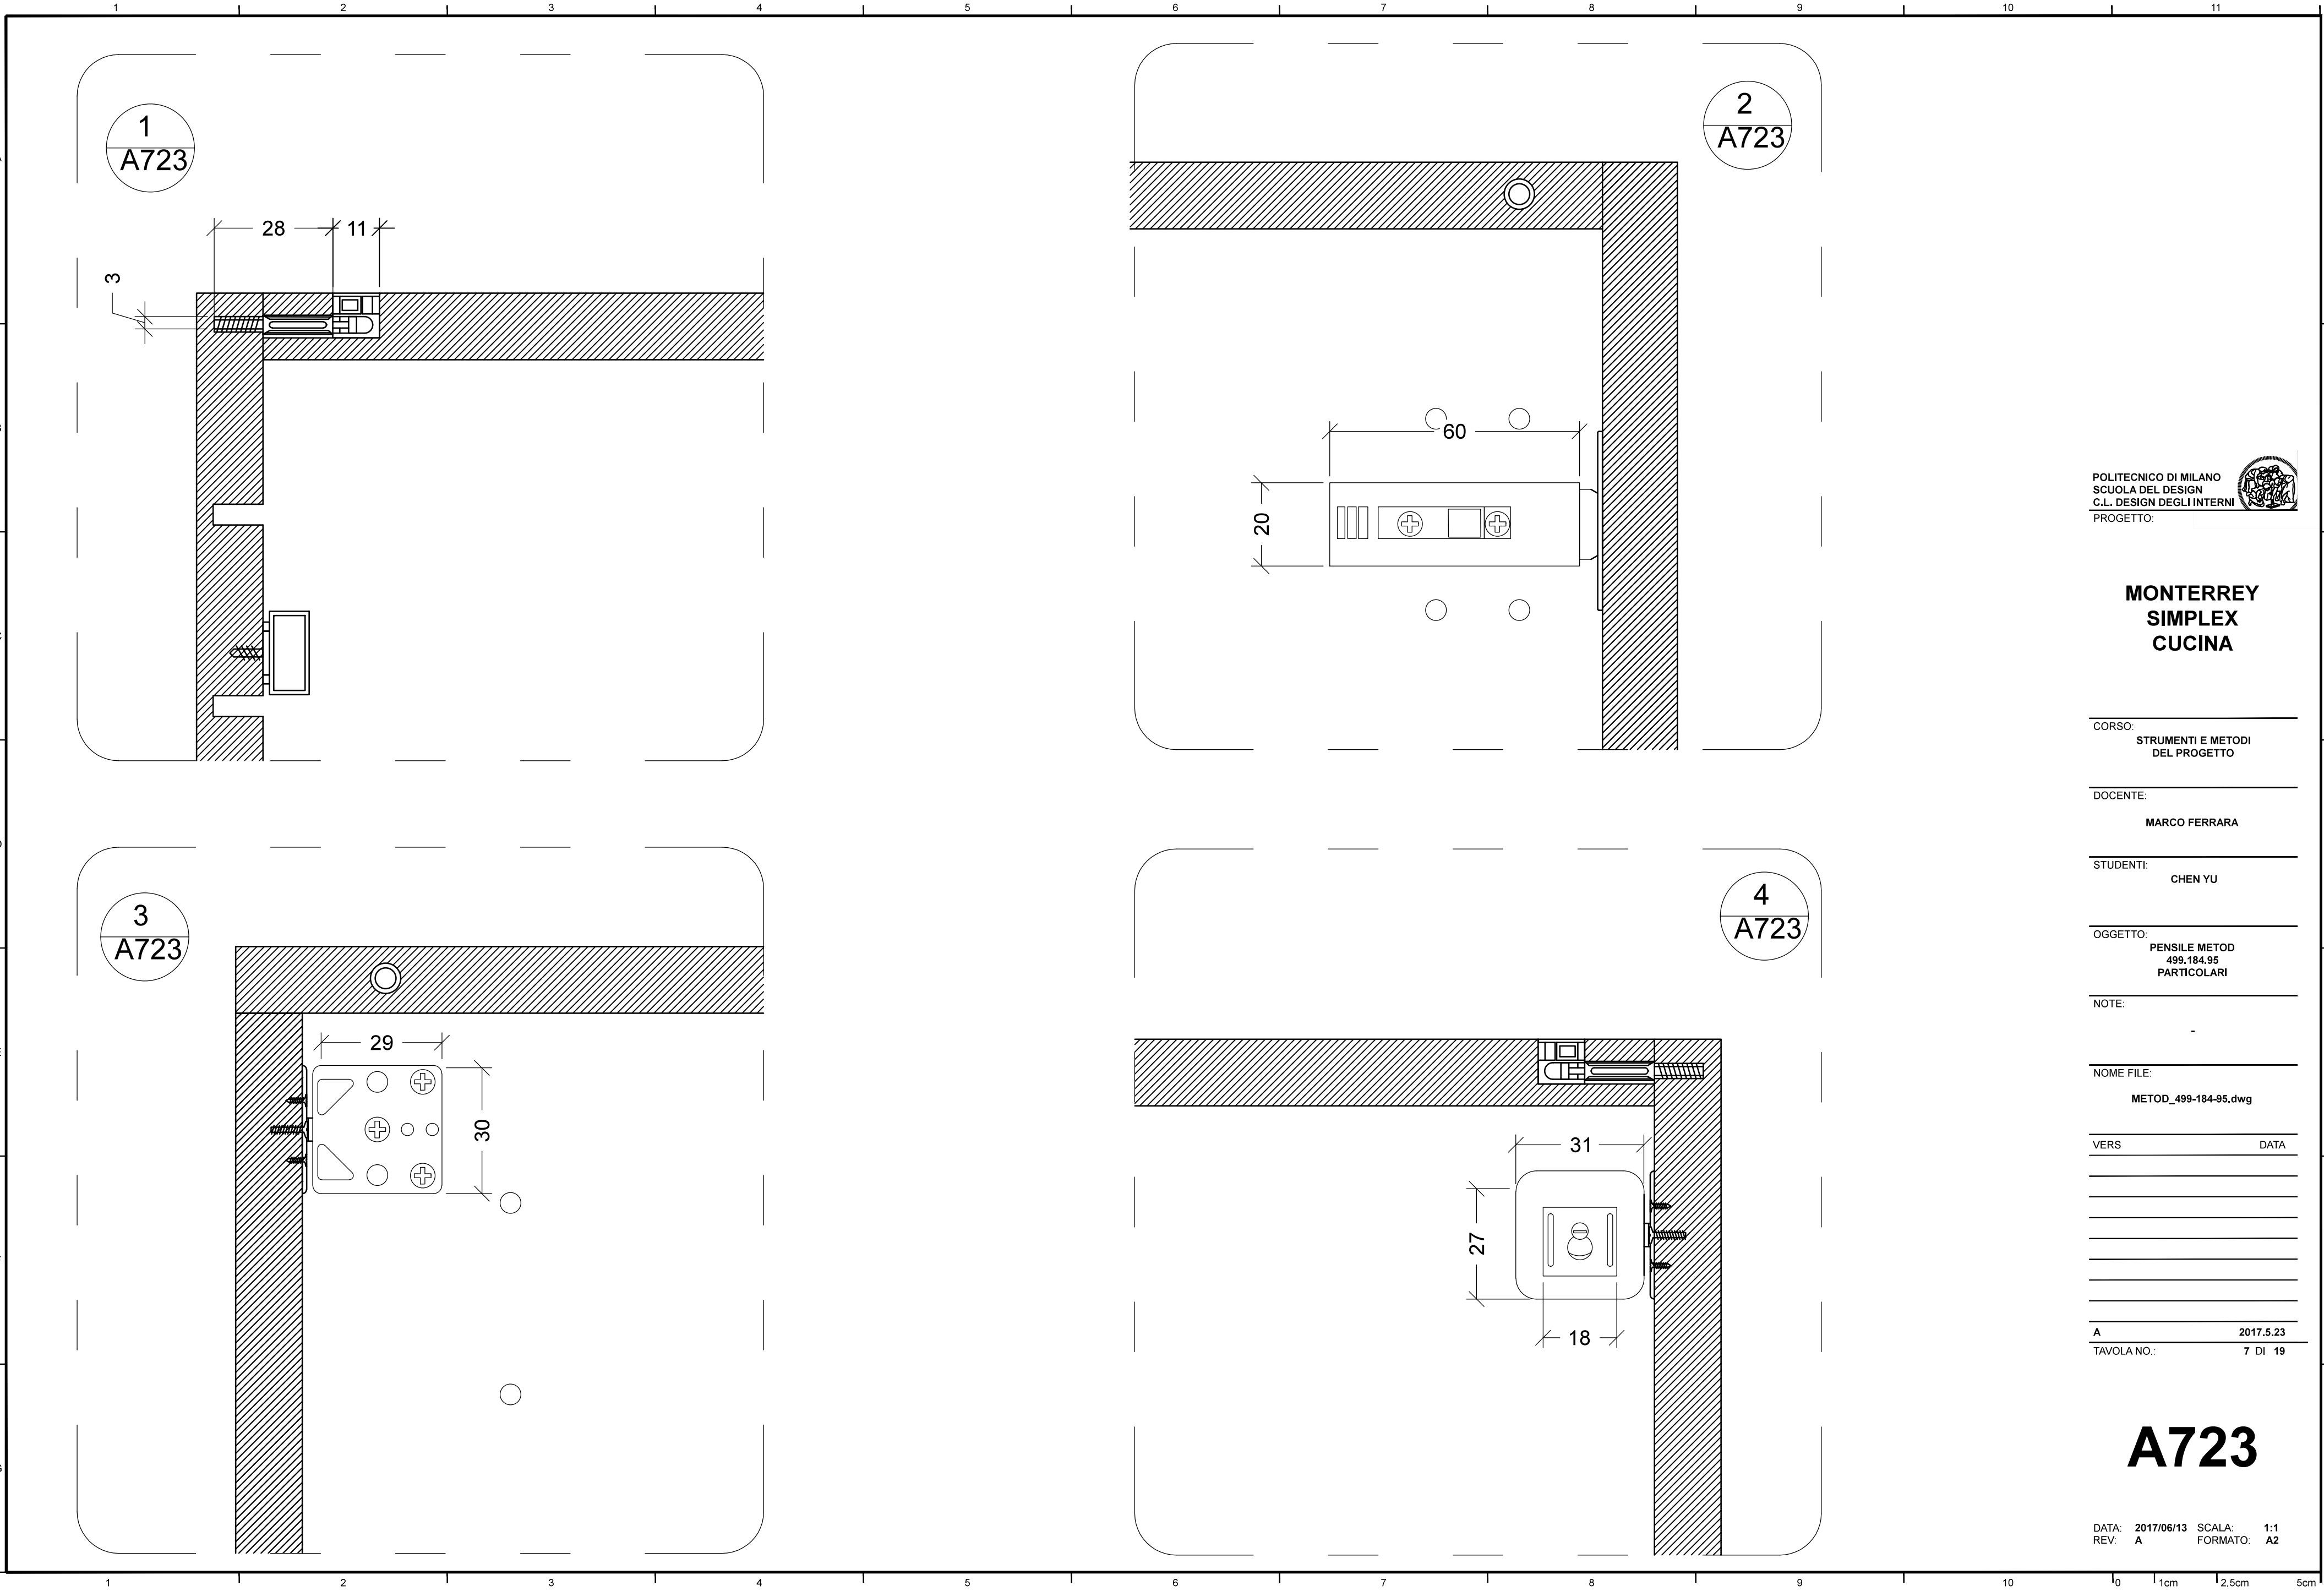 1 2 3 4 5 6 7 8 9 10 11
1
A723
28 11
3
2
A723
60
20
3
A723
29
30
4
A723
31
27
18
POLITECNICO DI MILANO
SCUOLA DEL DESIGN
C.L. DESIGN DEGLI INTERNI
PROGETTO:
MONTERREY
SIMPLEX
CUCINA
CORSO:
STRUMENTI E METODI
DEL PROGETTO
DOCENTE:
MARCO FERRARA
STUDENTI:
CHEN YU
OGGETTO:
PENSILE METOD
499.184.95
PARTICOLARI
NOTE:
-
NOME FILE:
METOD_499-184-95.dwg
VERS DATA
A 2017.5.23
TAVOLA NO.: 7 DI 19
A723
DATA: 2017/06/13 SCALA: 1:1
REV: A FORMATO: A2
1 2 3 4 5 6 7 8 9 10 0 1cm 2,5cm 5cm